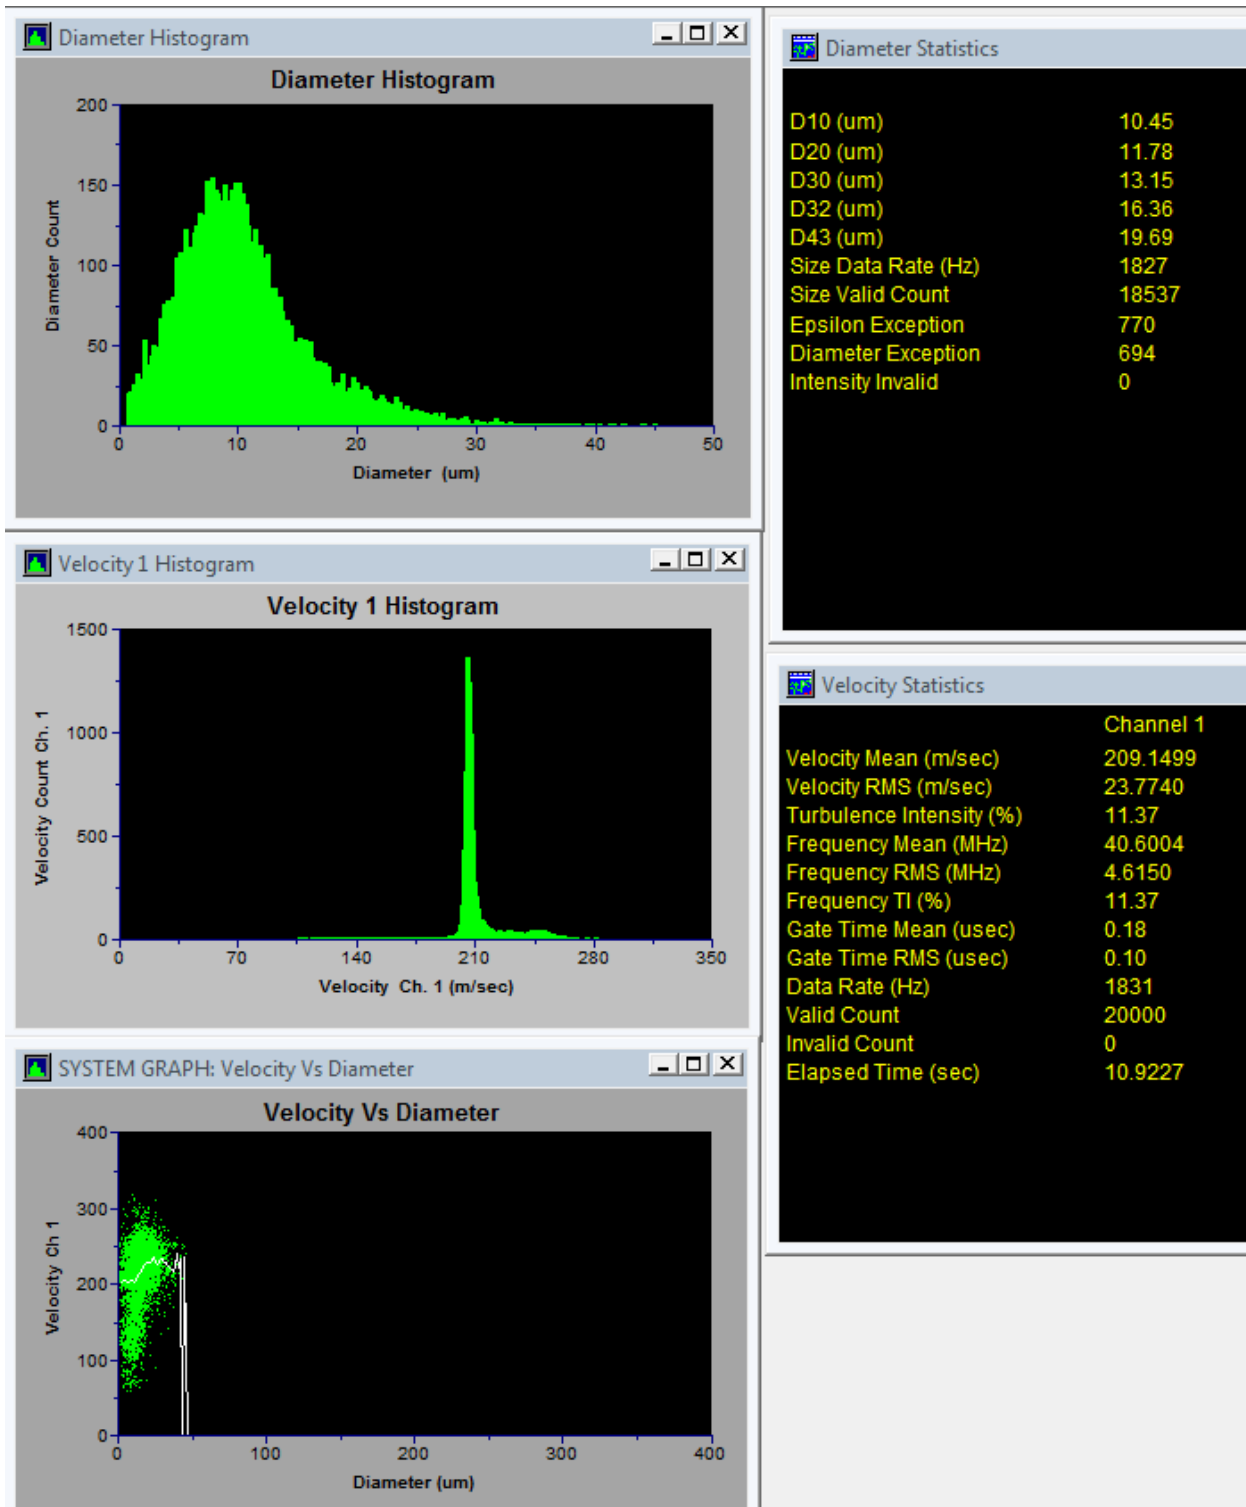 Diameter Histogram
Diameter Histogram
200
150
100
50
0
Diameter Count
0 10 20 30 40 50
Diameter (um)
Diameter Statistics
D10 (um) 10.45
D20 (um) 11.78
D30 (um) 13.15
D32 (um) 16.36
D43 (um) 19.69
Size Data Rate (Hz) 1827
Size Valid Count 18537
Epsilon Exception 770
Diameter Exception 694
Intensity Invalid 0
Velocity 1 Histogram
Velocity 1 Histogram
1500
1000
500
0
Velocity Count Ch. 1
0 70 140 210 280 350
Velocity Ch. 1 (m/sec)
Velocity Statistics
Channel 1
Velocity Mean (m/sec) 209.1499
Velocity RMS (m/sec) 23.7740
Turbulence Intensity (%) 11.37
Frequency Mean (MHz) 40.6004
Frequency RMS (MHz) 4.6150
Frequency TI (%) 11.37
Gate Time Mean (usec) 0.18
Gate Time RMS (usec) 0.10
Data Rate (Hz) 1831
Valid Count 20000
Invalid Count 0
Elapsed Time (sec) 10.9227
SYSTEM GRAPH: Velocity Vs Diameter
Velocity Vs Diameter
400
300
200
100
0
Velocity Ch 1
0 100 200 300 400
Diameter (um)